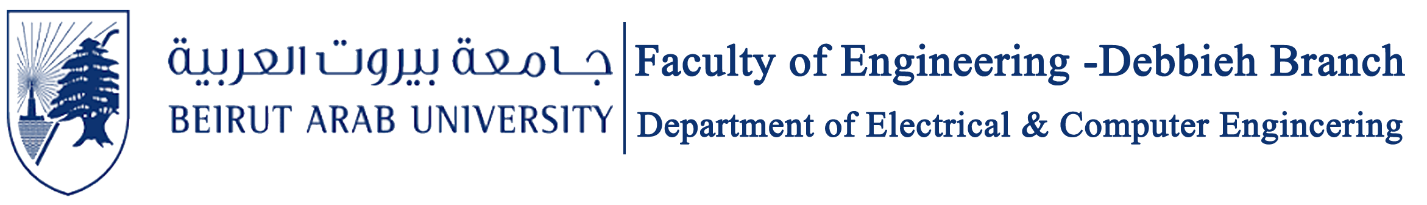 جامعة بيروت العربية
BEIRUT ARAB UNIVERSITY
Faculty of Engineering -Debbieh Branch
Department of Electrical & Computer Engincering